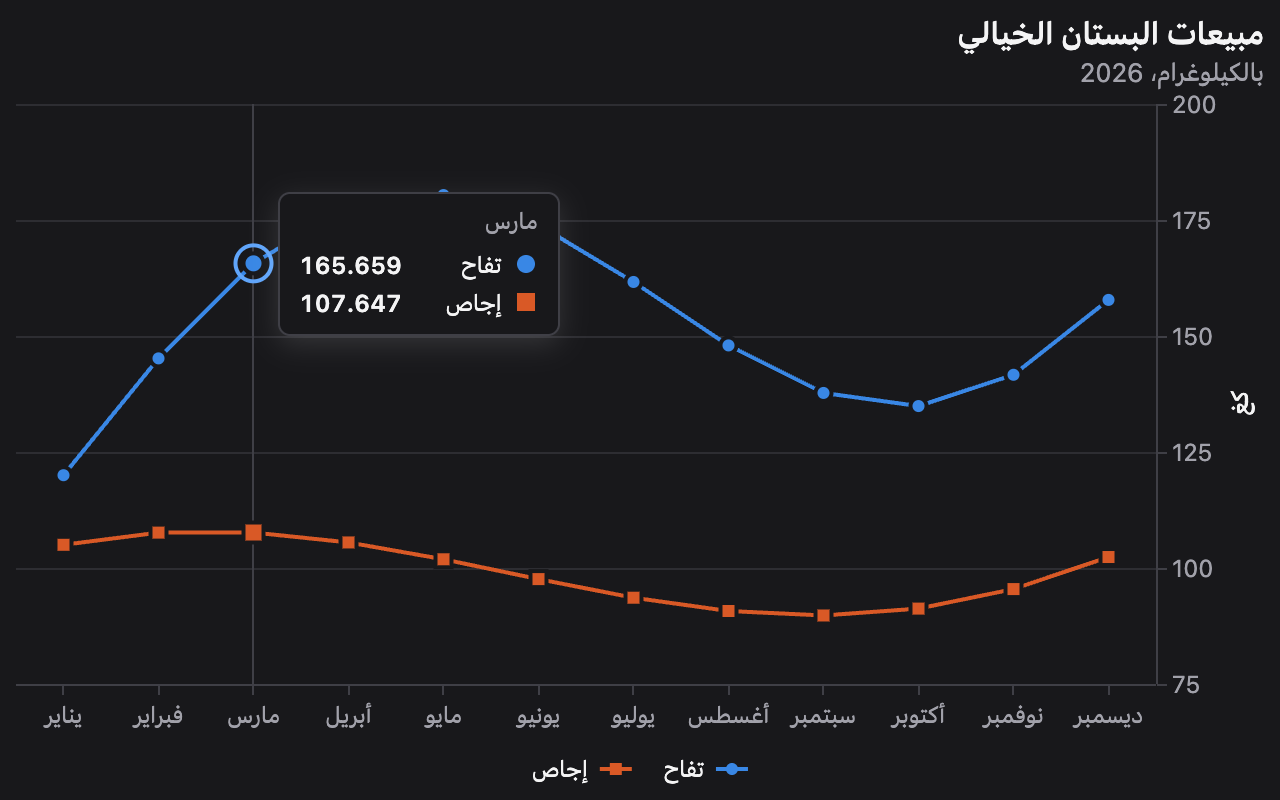 مبيعات البستان الخيالي
بالكيلوغرام، 2026
200
175
150
125
100
75
كغ
مارس
تفاح 165.659
إجاص 107.647
يناير فبراير مارس أبريل مايو يونيو يوليو أغسطس سبتمبر أكتوبر نوفمبر ديسمبر
تفاح إجاص